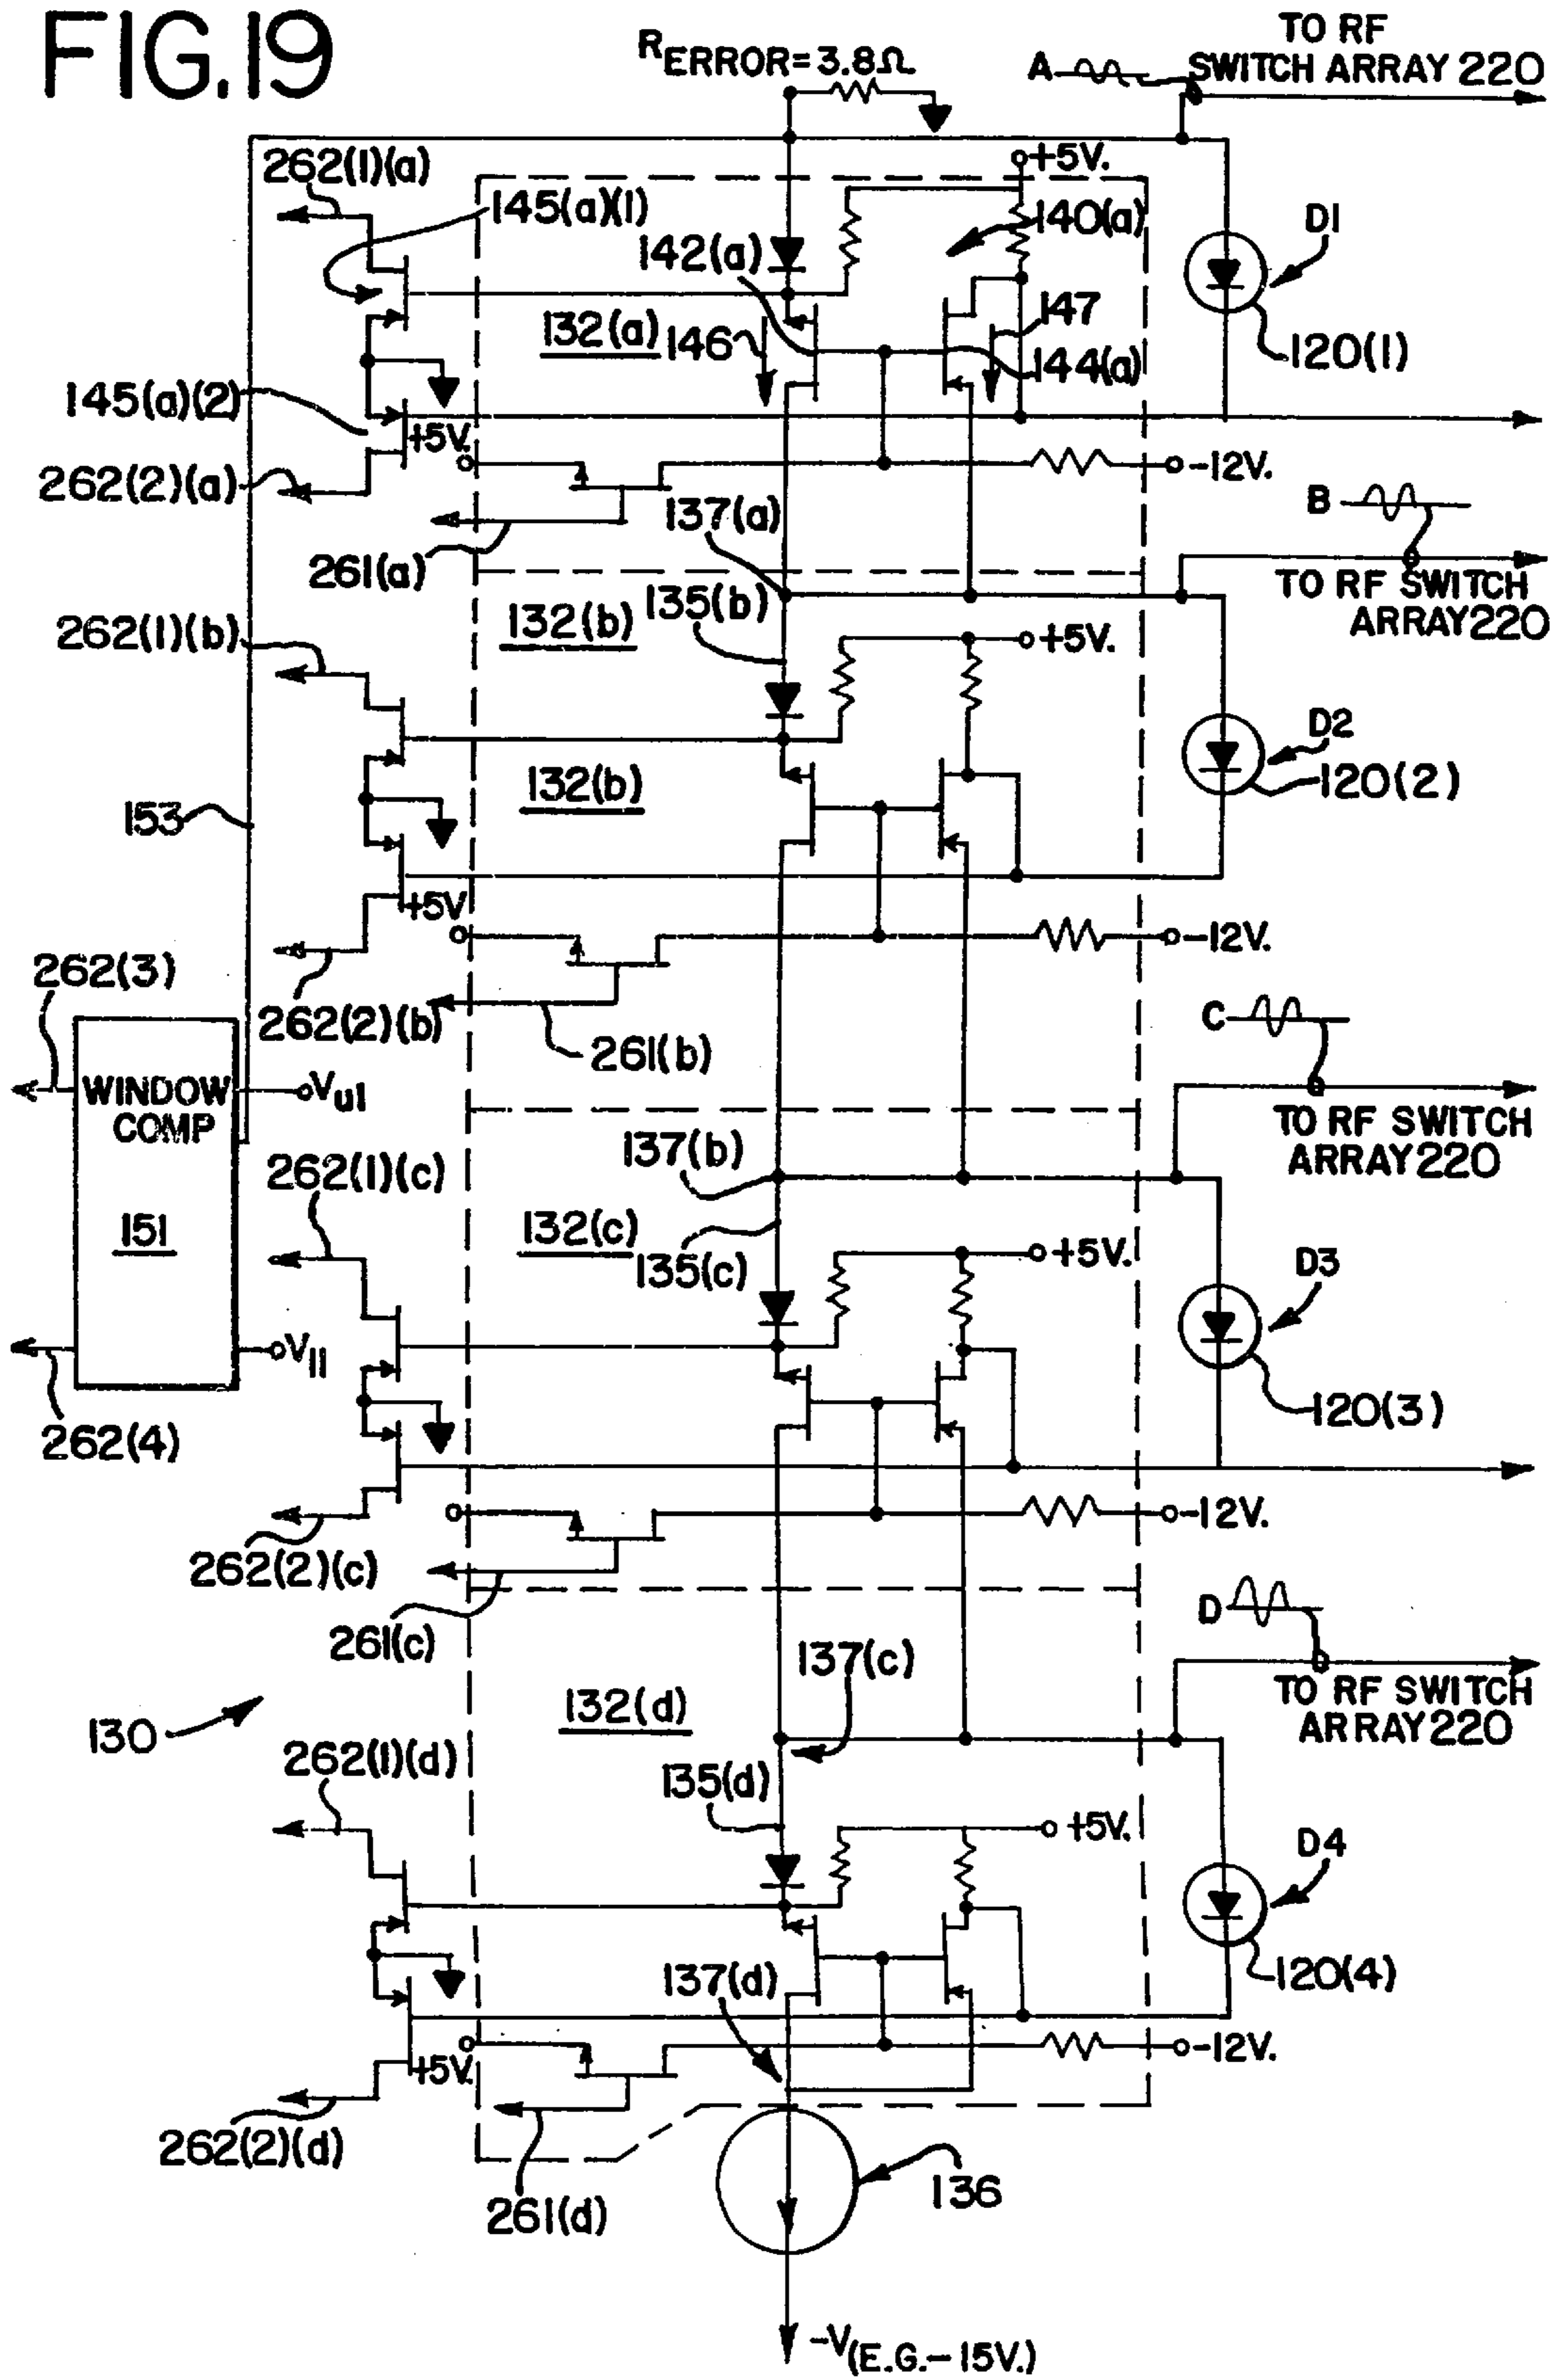 FIG.19
RERROR=3.8Ω
A
TO RF
SWITCH ARRAY 220
262(1)(a)
145(a)(1)
+5V.
140(a)
D1
142(a)
132(a)
146
147
144(a)
120(1)
145(a)(2)
+5V.
262(2)(a)
-12V.
B
137(a)
261(a)
TO RF SWITCH
ARRAY220
135(b)
132(b)
262(1)(b)
+5V.
D2
132(b)
120(2)
153
+5V
-12V.
262(3)
262(2)(b)
261(b)
C
WINDOW
COMP
Vu1
TO RF SWITCH
ARRAY220
137(b)
262(1)(c)
151
132(c)
135(c)
+5V.
D3
V11
120(3)
262(4)
-12V.
262(2)(c)
261(c)
D
137(c)
TO RF SWITCH
ARRAY220
132(d)
130
262(1)(d)
135(d)
+5V.
D4
137(d)
120(4)
+5V.
-12V.
262(2)(d)
261(d)
136
-V(E.G.-15V.)